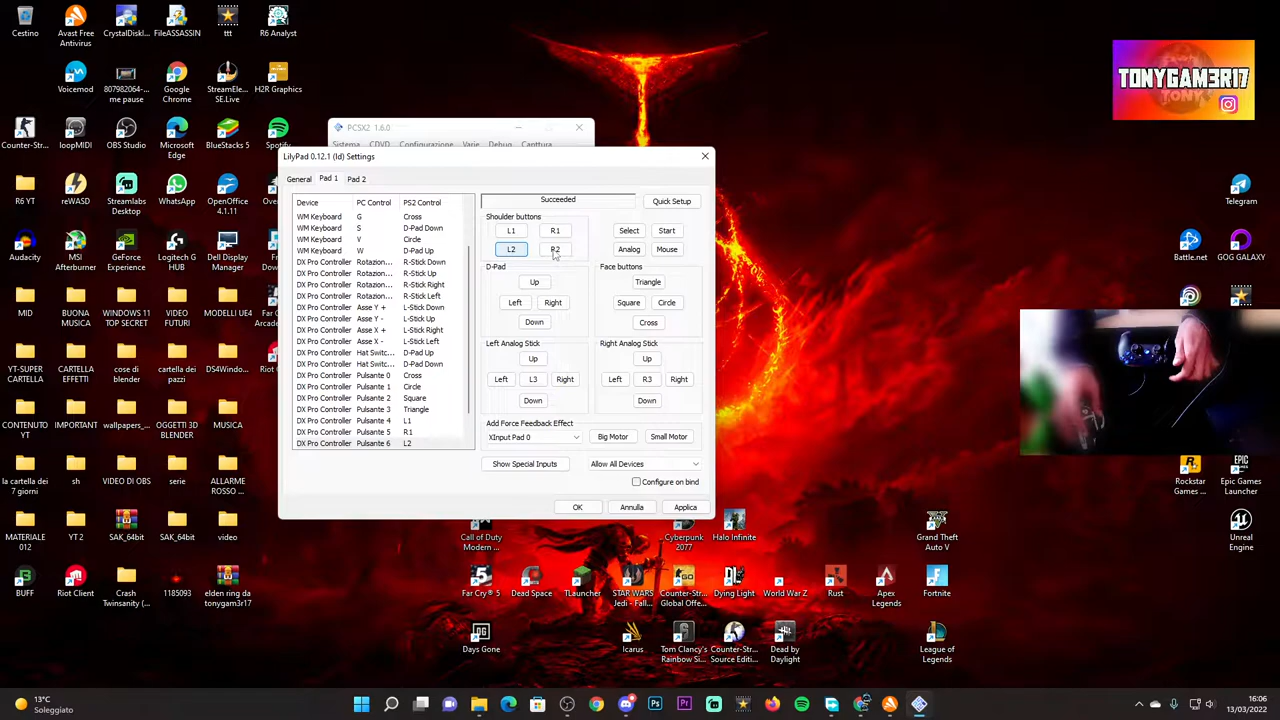 Cestino
Avast Free Antivirus
CrystalDiskI...
FileASSASSIN
ttt
R6 Analyst
Voicemod
807982064-... me pause
Google Chrome
StreamEle... SE.Live
H2R Graphics
Counter-Str...
loopMIDI
OBS Studio
Microsoft Edge
BlueStacks 5
Spotify
R6 YT
reWASD
Streamlabs Desktop
WhatsApp
OpenOffice 4.1.11
Audacity
MSI Afterburner
GeForce Experience
Logitech G HUB
Dell Display Manager
MID
BUONA MUSICA
WINDOWS 11 TOP SECRET
VIDEO FUTURI
MODELLI UE4
YT-SUPER CARTELLA
CARTELLA EFFETTI
cose di blender
cartella dei pazzi
DS4Windo...
CONTENUTO YT
IMPORTANT
wallpapers_...
OGGETTI 3D BLENDER
MUSICA
la cartella dei 7 giorni
sh
VIDEO DI OBS
serie
ALLARME ROSSO ...
MATERIALE 012
YT 2
SAK_64bit
SAK_64bit
video
BUFF
Riot Client
Crash Twinsanity (...
1185093
elden ring da tonygam3r17
PCSX2 1.6.0
Sistema CDVD Configurazione Varie Debug Cattura
LilyPad 0.12.1 (ld) Settings
General Pad 1 Pad 2
Device PC Control PS2 Control
WM Keyboard G Cross
WM Keyboard S D-Pad Down
WM Keyboard V Circle
WM Keyboard W D-Pad Up
DX Pro Controller Rotazion... R-Stick Down
DX Pro Controller Rotazion... R-Stick Up
DX Pro Controller Rotazion... R-Stick Right
DX Pro Controller Rotazion... R-Stick Left
DX Pro Controller Asse Y + L-Stick Down
DX Pro Controller Asse Y - L-Stick Up
DX Pro Controller Asse X + L-Stick Right
DX Pro Controller Asse X - L-Stick Left
DX Pro Controller Hat Switc... D-Pad Up
DX Pro Controller Hat Switc... D-Pad Down
DX Pro Controller Pulsante 0 Cross
DX Pro Controller Pulsante 1 Circle
DX Pro Controller Pulsante 2 Square
DX Pro Controller Pulsante 3 Triangle
DX Pro Controller Pulsante 4 L1
DX Pro Controller Pulsante 5 R1
DX Pro Controller Pulsante 6 L2
Succeeded
Quick Setup
Shoulder buttons
L1 R1 Select Start
L2 R2 Analog Mouse
D-Pad Face buttons
Up Triangle
Left Right Square Circle
Down Cross
Left Analog Stick Right Analog Stick
Up Up
Left L3 Right Left R3 Right
Down Down
Add Force Feedback Effect
XInput Pad 0 Big Motor Small Motor
Show Special Inputs Allow All Devices
Configure on bind
OK Annulla Applica
Call of Duty Modern ...
Cyberpunk 2077
Halo Infinite
Grand Theft Auto V
Far Cry® 5
Dead Space
TLauncher
STAR WARS Jedi - Fall...
Counter-Str... Global Offe...
Dying Light
World War Z
Rust
Apex Legends
Fortnite
Days Gone
Icarus
Tom Clancy's Rainbow Si...
Counter-Str... Source Editi...
Dead by Daylight
League of Legends
TONYGAM3R17
TONY
Telegram
Battle.net
GOG GALAXY
Rockstar Games ...
Epic Games Launcher
Unreal Engine
13°C
Soleggiato
16:06
13/03/2022